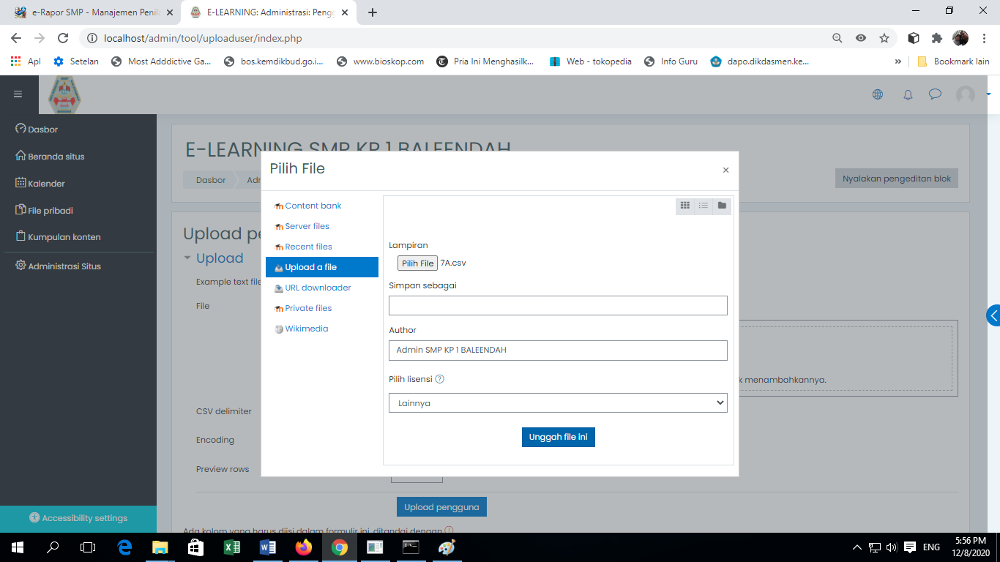 e-Rapor SMP - Manajemen Penil
E-LEARNING: Administrasi: Pengg
localhost/admin/tool/uploaduser/index.php
Apl
Setelan
Most Adddictive Ga...
bos.kemdikbud.go.i...
www.bioskop.com
Pria Ini Menghasilk...
Web - tokopedia
Info Guru
dapo.dikdasmen.ke...
»
Bookmark lain
Dasbor
Beranda situs
Kalender
File pribadi
Kumpulan konten
Administrasi Situs
Accessibility settings
E-LEARNING SMP KP 1 BALEENDAH
Dasbor
Adm
Nyalakan pengeditan blok
Upload pe
Upload
Example text file
File
k menambahkannya.
CSV delimiter
Encoding
Preview rows
Upload pengguna
Ada kolom yang harus diisi dalam formulir ini, ditandai dengan
Pilih File
×
Content bank
Server files
Recent files
Upload a file
URL downloader
Private files
Wikimedia
Lampiran
Pilih File 7A.csv
Simpan sebagai
Author
Admin SMP KP 1 BALEENDAH
Pilih lisensi
Lainnya
Unggah file ini
ENG
5:56 PM
12/8/2020